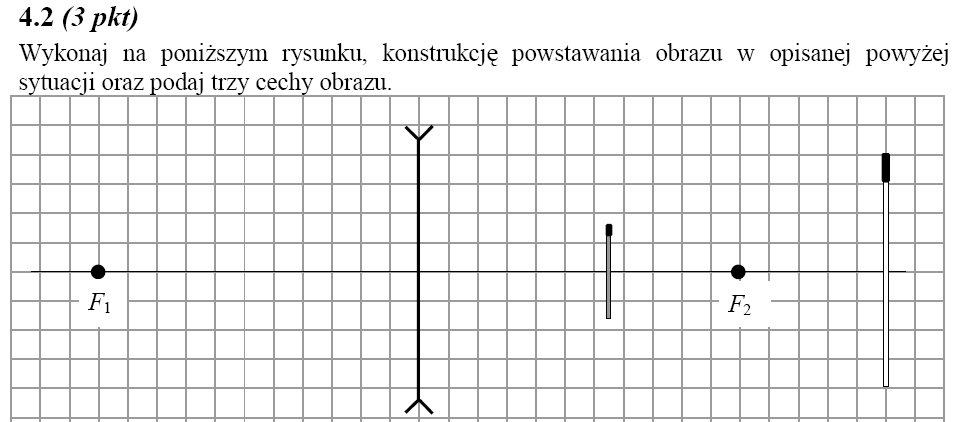 4.2 (3 pkt)
Wykonaj na poniższym rysunku, konstrukcję powstawania obrazu w opisanej powyżej
sytuacji oraz podaj trzy cechy obrazu.
F₁
F₂